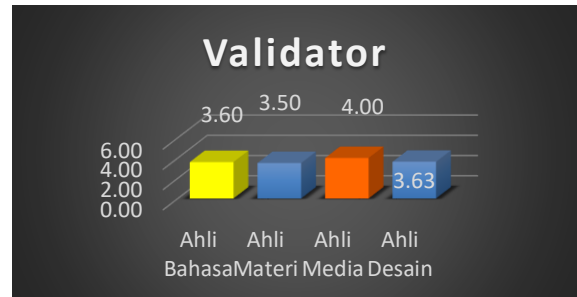 Validator
3.60 3.50 4.00
6.00
4.00
2.00
0.00
3.63
Ahli Ahli Ahli Ahli
Bahasa Materi Media Desain